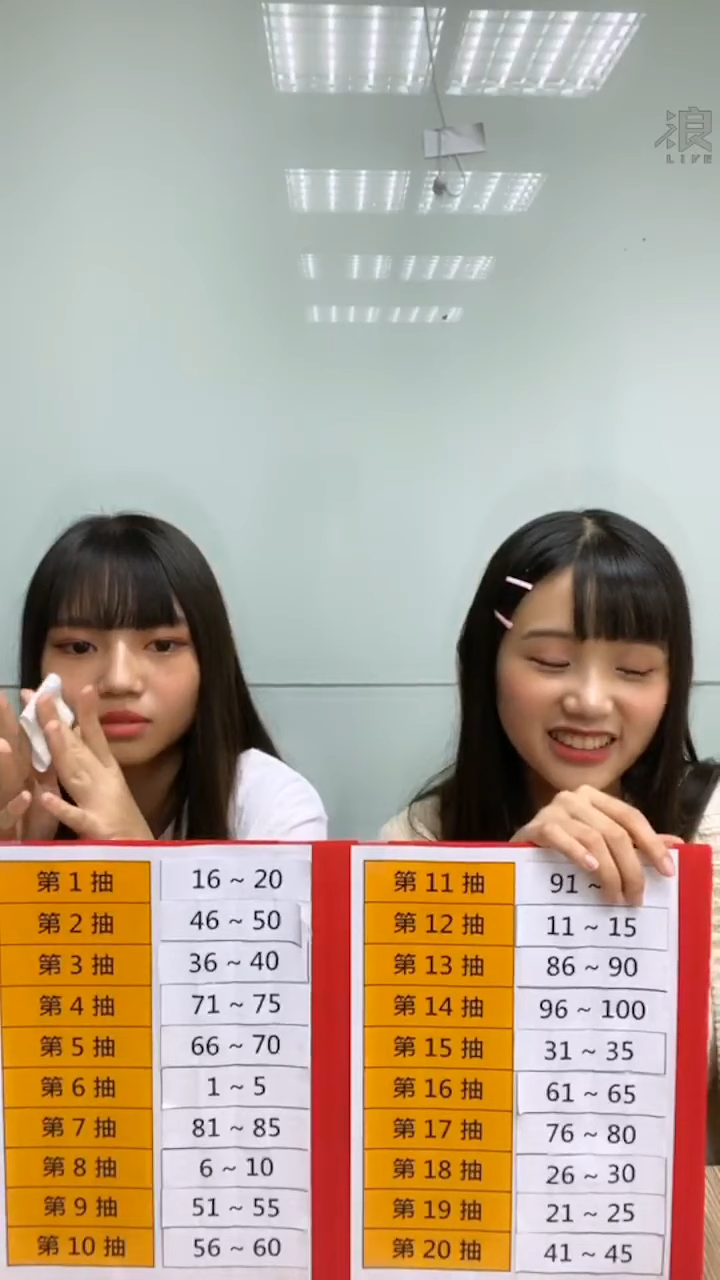 浪
LIVE
第 1 抽 16 ~ 20
第 2 抽 46 ~ 50
第 3 抽 36 ~ 40
第 4 抽 71 ~ 75
第 5 抽 66 ~ 70
第 6 抽 1 ~ 5
第 7 抽 81 ~ 85
第 8 抽 6 ~ 10
第 9 抽 51 ~ 55
第 10 抽 56 ~ 60
第 11 抽 91 ~
第 12 抽 11 ~ 15
第 13 抽 86 ~ 90
第 14 抽 96 ~ 100
第 15 抽 31 ~ 35
第 16 抽 61 ~ 65
第 17 抽 76 ~ 80
第 18 抽 26 ~ 30
第 19 抽 21 ~ 25
第 20 抽 41 ~ 45